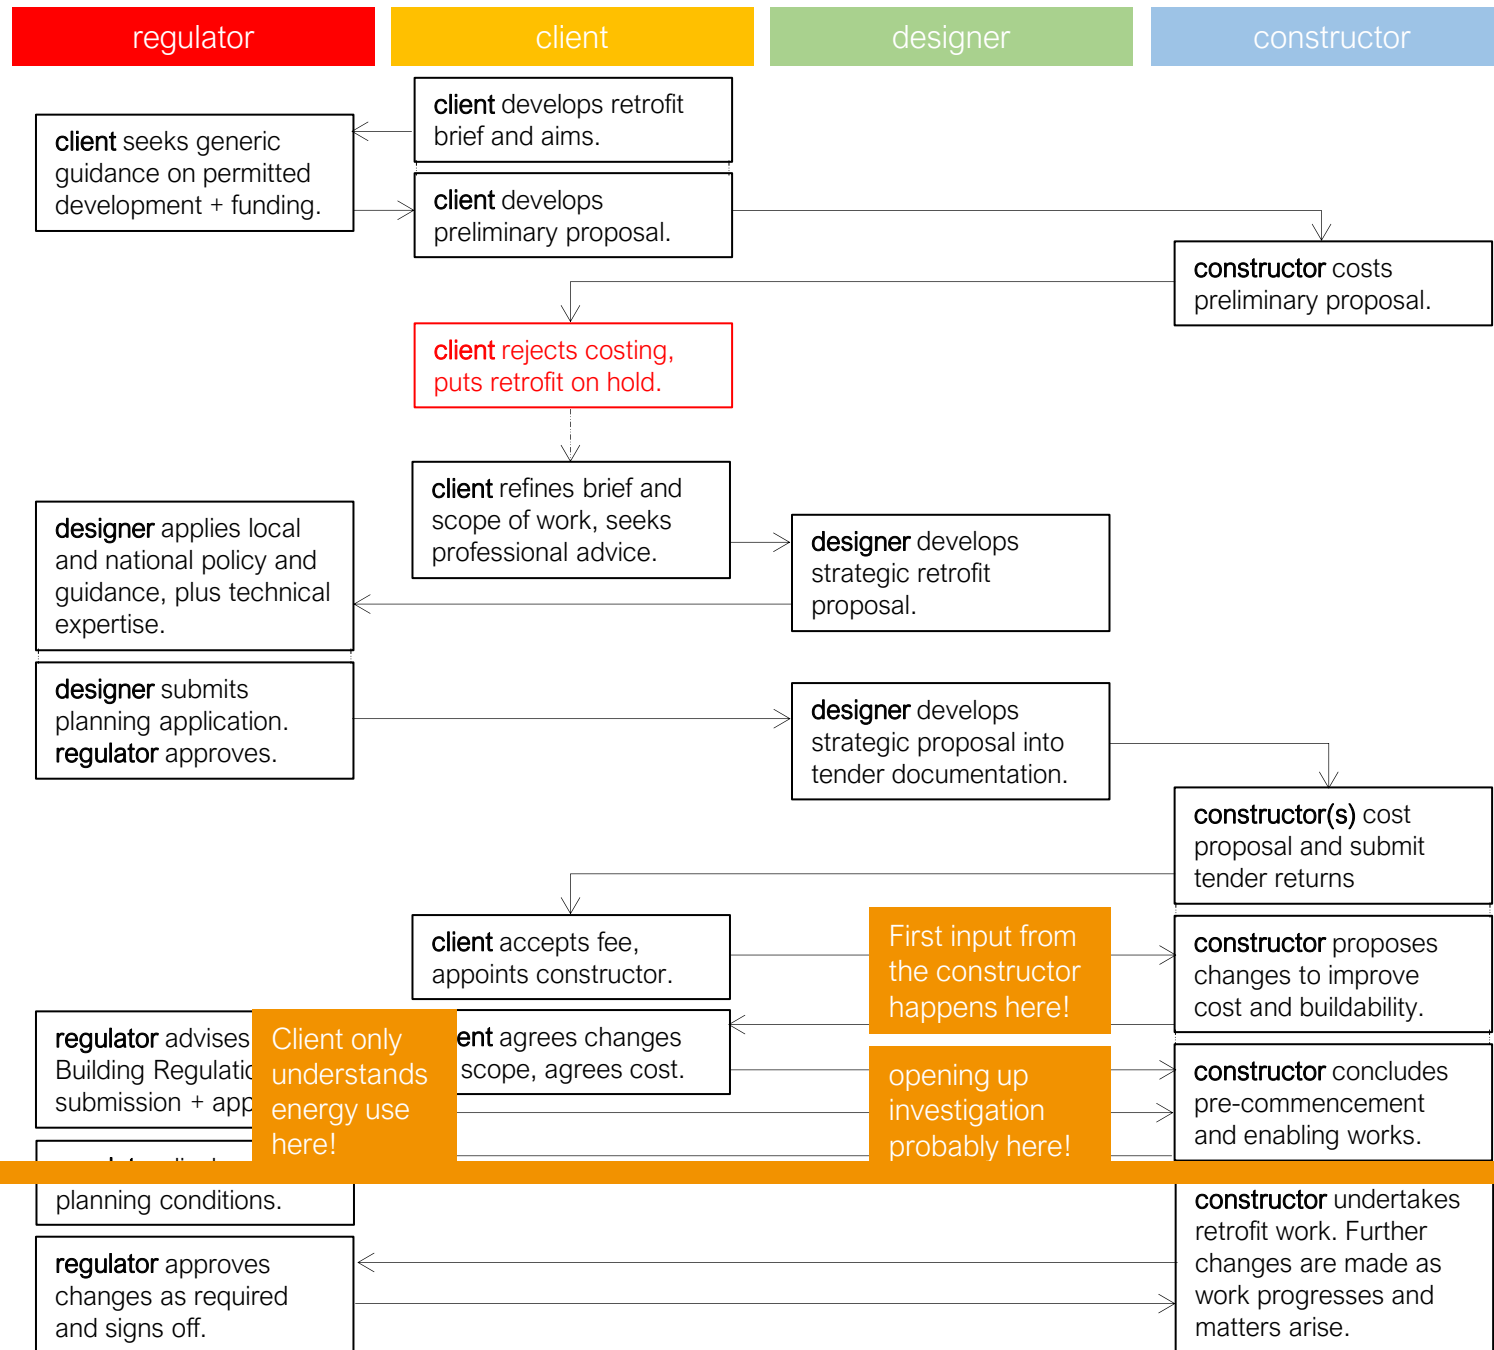 regulator
client
designer
constructor
client develops retrofit
brief and aims.
client seeks generic
guidance on permitted
development + funding.
client develops
preliminary proposal.
constructor costs
preliminary proposal.
client rejects costing,
puts retrofit on hold.
client refines brief and
scope of work, seeks
professional advice.
designer applies local
and national policy and
guidance, plus technical
expertise.
designer develops
strategic retrofit
proposal.
designer submits
planning application.
regulator approves.
designer develops
strategic proposal into
tender documentation.
constructor(s) cost
proposal and submit
tender returns
client accepts fee,
appoints constructor.
First input from
the constructor
happens here!
constructor proposes
changes to improve
cost and buildability.
regulator advises
Building
submission +
Client only
understands
energy use
here!
agrees changes
scope, agrees cost.
opening up
investigation
probably here!
constructor concludes
pre-commencement
and enabling works.
planning conditions.
constructor undertakes
retrofit work. Further
changes are made as
work progresses and
matters arise.
regulator approves
changes as required
and signs off.